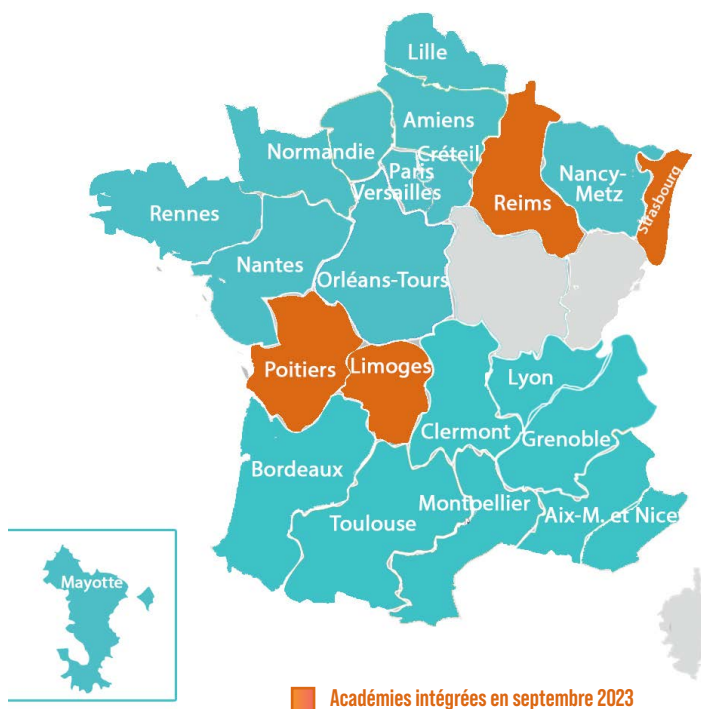 Lille
Amiens
Normandie
Créteil
Paris
Versailles
Reims
Nancy-
Metz
Strasbourg
Rennes
Nantes
Orléans-Tours
Poitiers
Limoges
Lyon
Clermont
Grenoble
Bordeaux
Montpellier
Toulouse
Aix-M. et Nice
Mayotte
Académies intégrées en septembre 2023